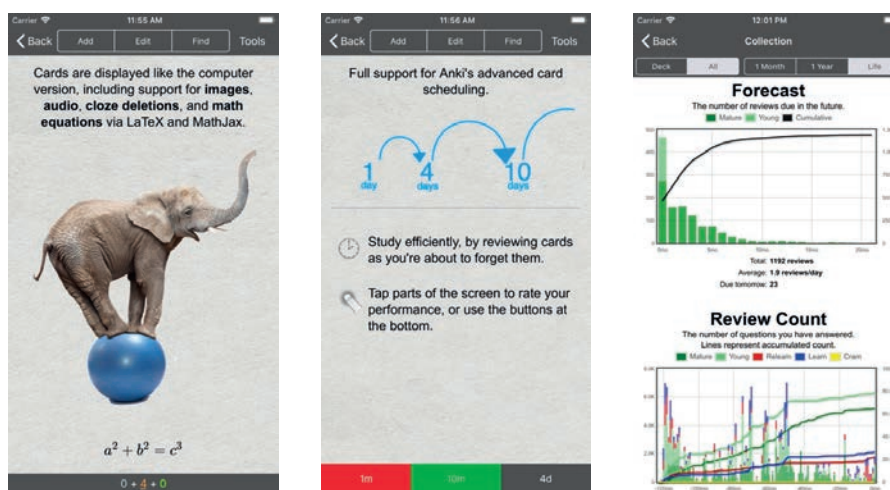 Carrier 11:55 AM
Back Add Edit Find Tools
Cards are displayed like the computer
version, including support for images,
audio, cloze deletions, and math
equations via LaTeX and MathJax.
a² + b² = c³
0 + 4 + 0
Carrier 11:56 AM
Back Add Edit Find Tools
Full support for Anki's advanced card
scheduling.
1 4 10
day days days
Study efficiently, by reviewing cards
as you're about to forget them.
Tap parts of the screen to rate your
performance, or use the buttons at
the bottom.
1m 10m 4d
Carrier 12:01 PM
Back Collection
Deck All 1 Month 1 Year Life
Forecast
The number of reviews due in the future.
Mature Young Cumulative
Total: 1192 reviews
Average: 1.9 reviews/day
Due tomorrow: 23
Review Count
The number of questions you have answered.
Lines represent accumulated count.
Mature Young Relearn Learn Cram